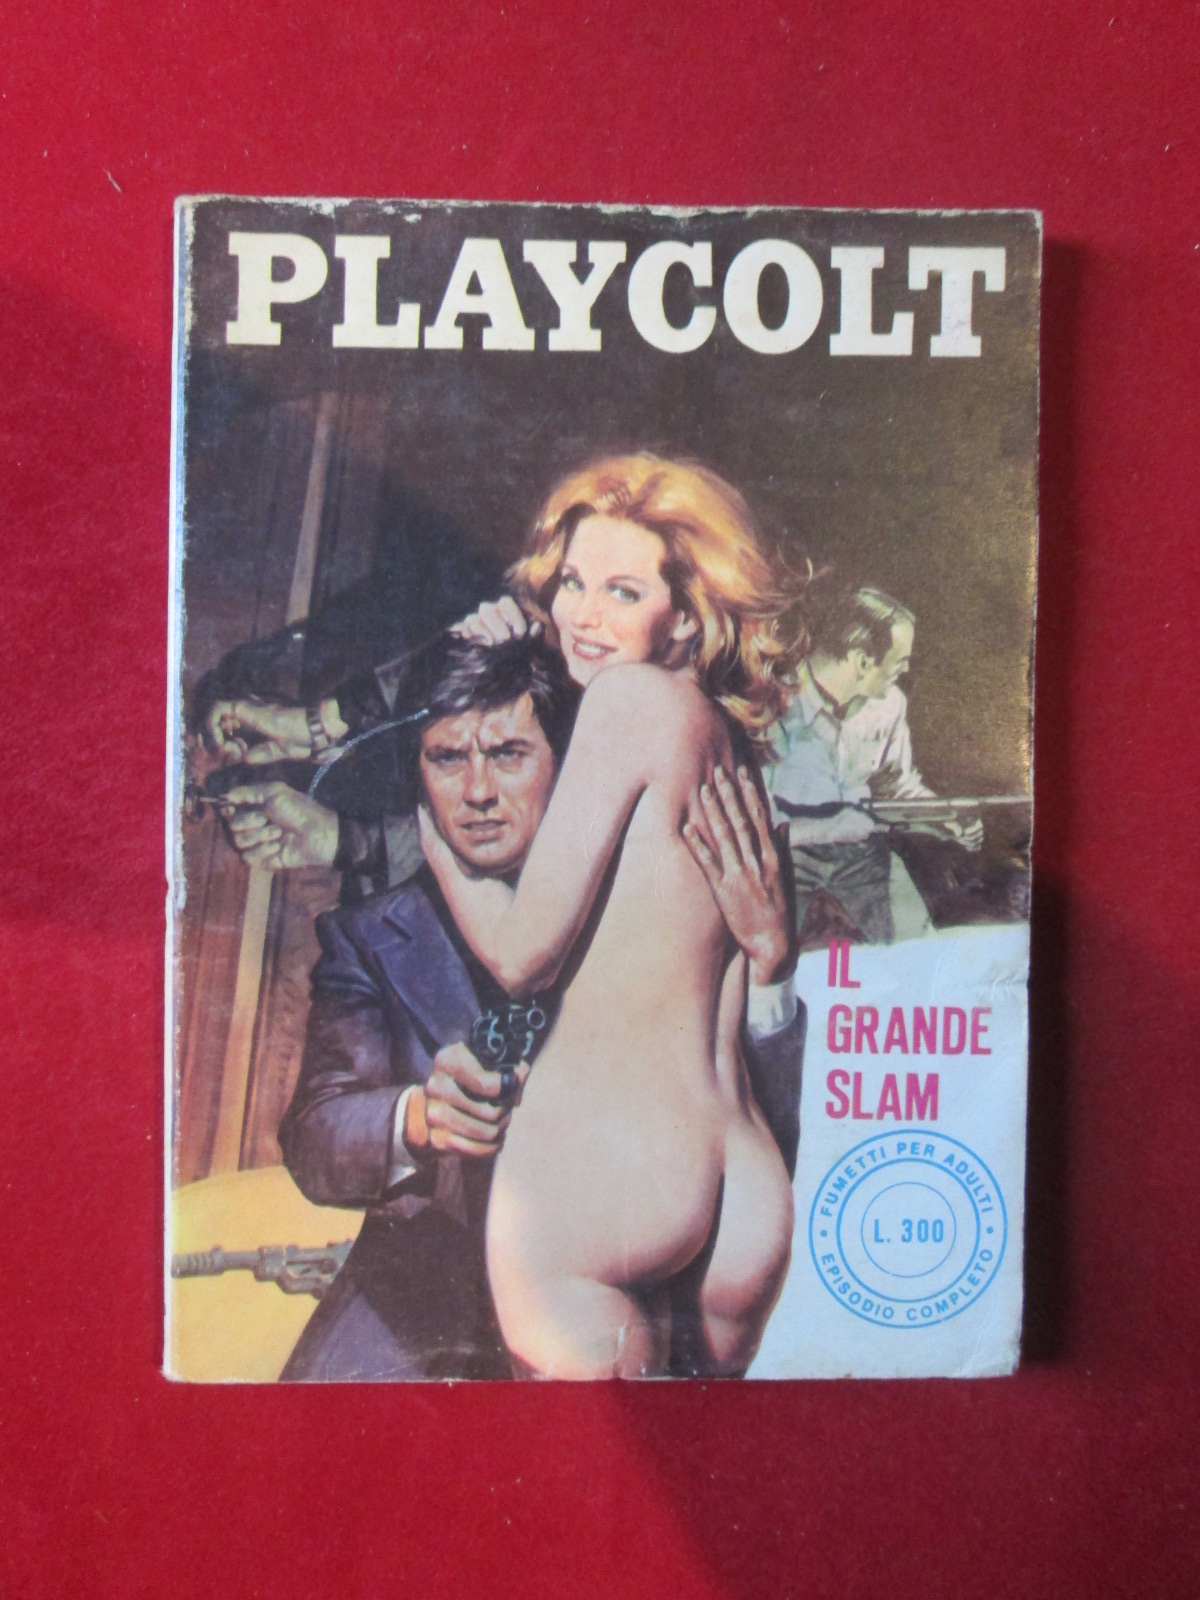 PLAYCOLT
IL
GRANDE
SLAM
FUMETTI PER ADULTI
L. 300
EPISODIO COMPLETO